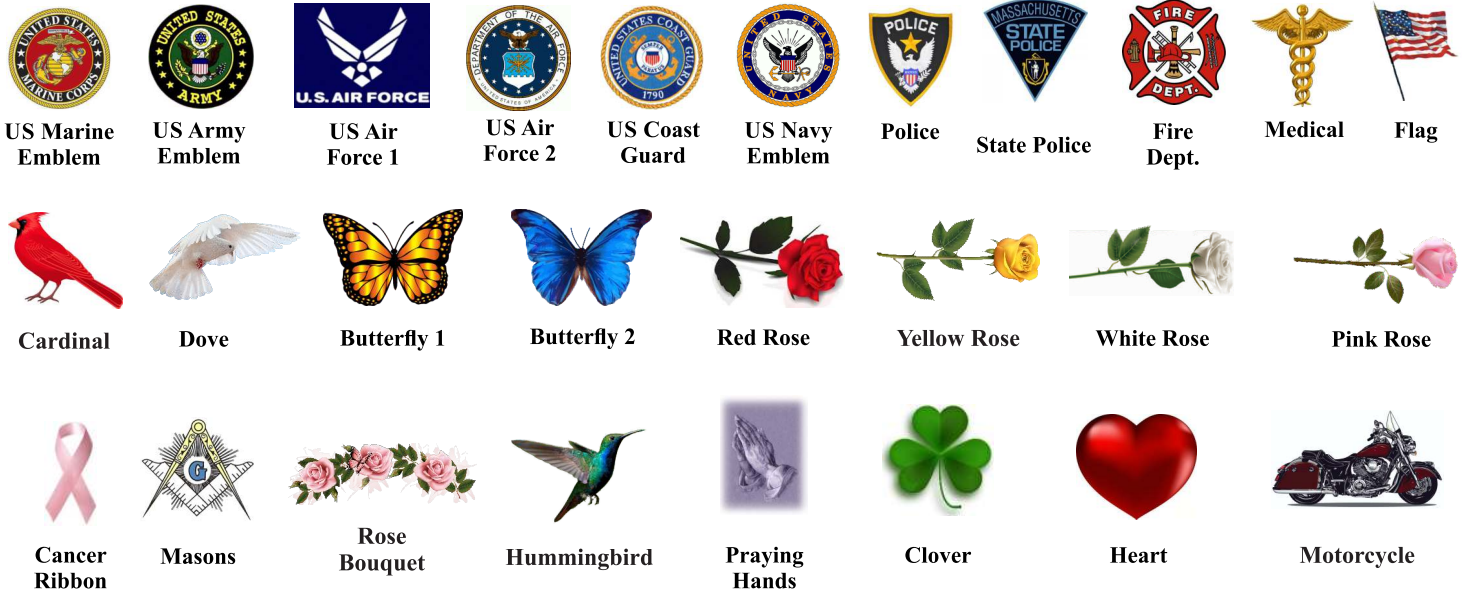 UNITED STATES
MARINE CORPS
US Marine
Emblem
UNITED STATES
ARMY
US Army
Emblem
U.S. AIR FORCE
US Air
Force 1
DEPARTMENT OF THE AIR FORCE
UNITED STATES OF AMERICA
US Air
Force 2
UNITED STATES COAST GUARD
SEMPER
PARATUS
1790
US Coast
Guard
UNITED STATES
NAVY
US Navy
Emblem
POLICE
Police
MASSACHUSETTS
STATE
POLICE
State Police
FIRE
DEPT.
Fire
Dept.
Medical
Flag
Cardinal
Dove
Butterfly 1
Butterfly 2
Red Rose
Yellow Rose
White Rose
Pink Rose
Cancer
Ribbon
G
Masons
Rose
Bouquet
Hummingbird
Praying
Hands
Clover
Heart
Motorcycle